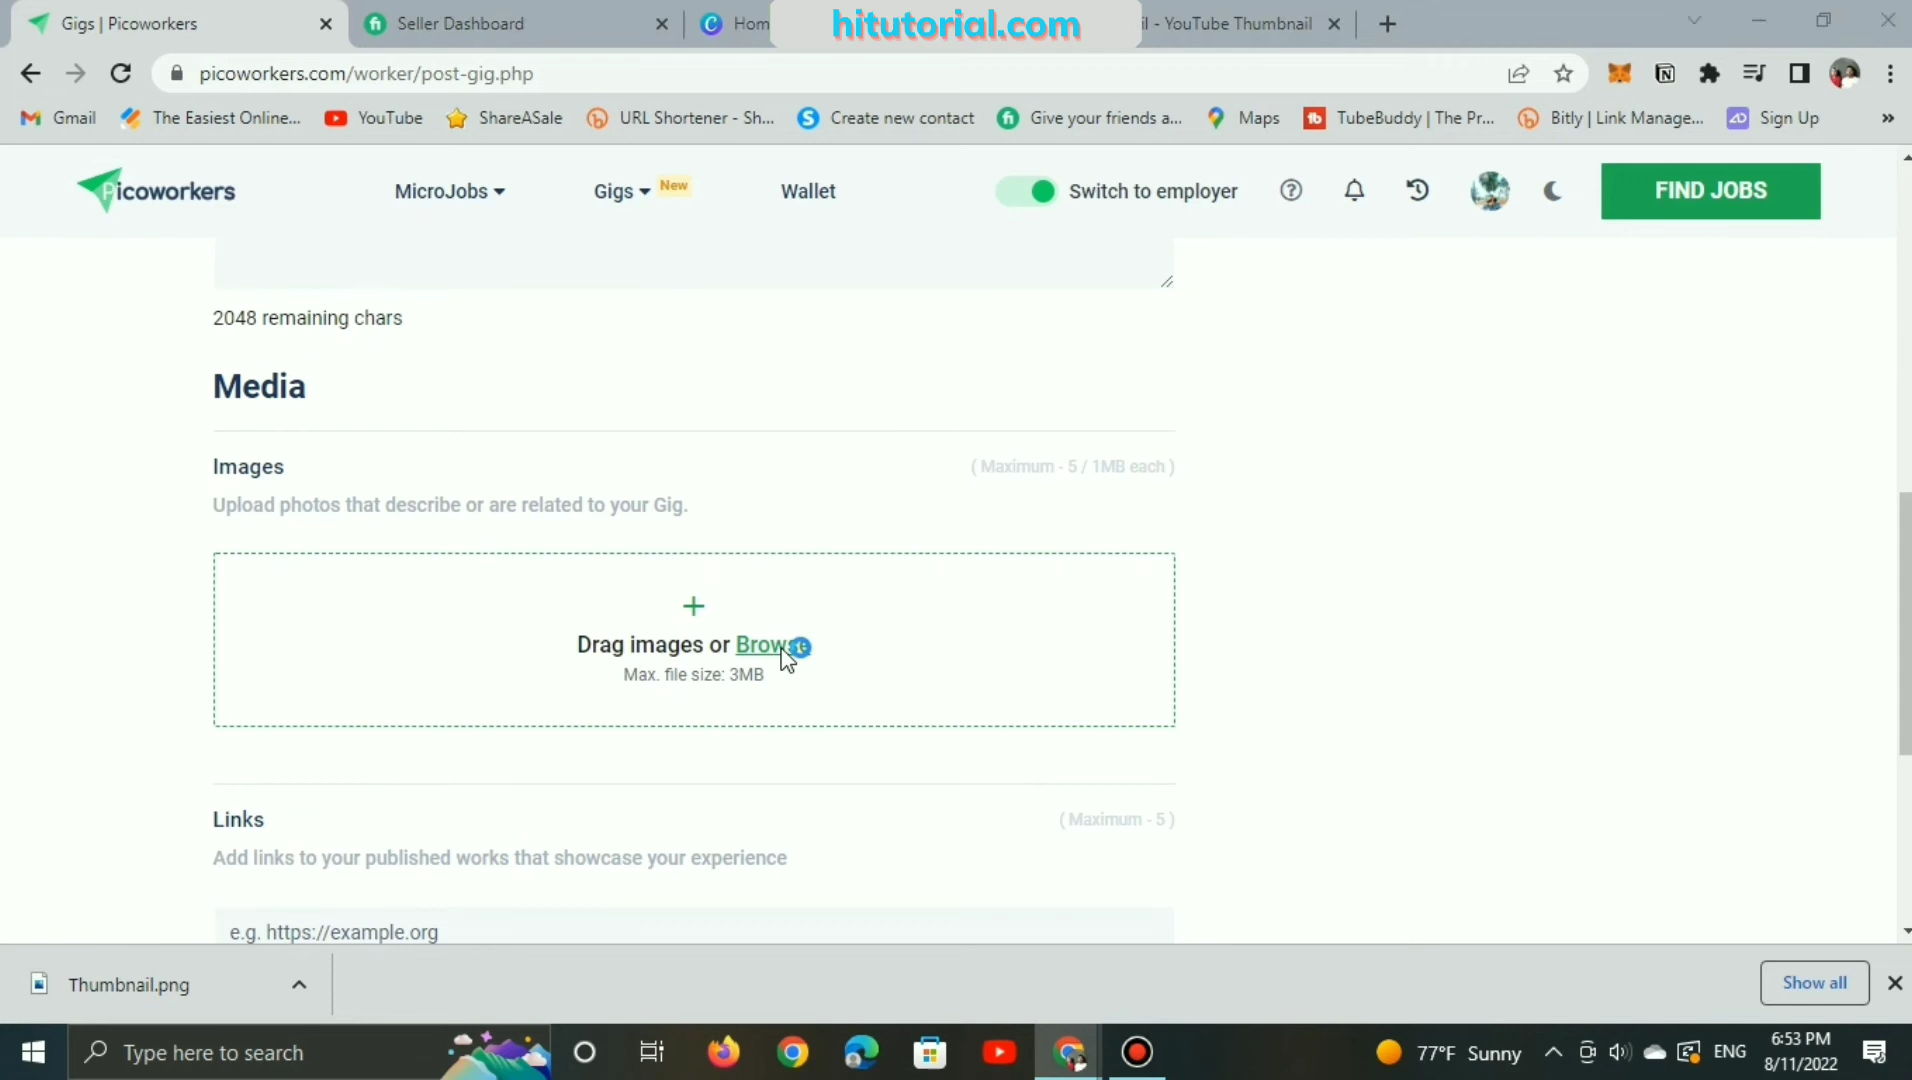 Gigs | Picoworkers
Seller Dashboard
Hom
hitutorial.com
il - YouTube Thumbnail
picoworkers.com/worker/post-gig.php
Gmail
The Easiest Online...
YouTube
ShareASale
URL Shortener - Sh...
Create new contact
Give your friends a...
Maps
TubeBuddy | The Pr...
Bitly | Link Manage...
Sign Up
Picoworkers
MicroJobs
Gigs
New
Wallet
Switch to employer
FIND JOBS
2048 remaining chars
Media
Images
( Maximum - 5 / 1MB each )
Upload photos that describe or are related to your Gig.
Drag images or Browse
Max. file size: 3MB
Links
( Maximum - 5 )
Add links to your published works that showcase your experience
e.g. https://example.org
Thumbnail.png
Show all
Type here to search
77°F Sunny
ENG
6:53 PM
8/11/2022